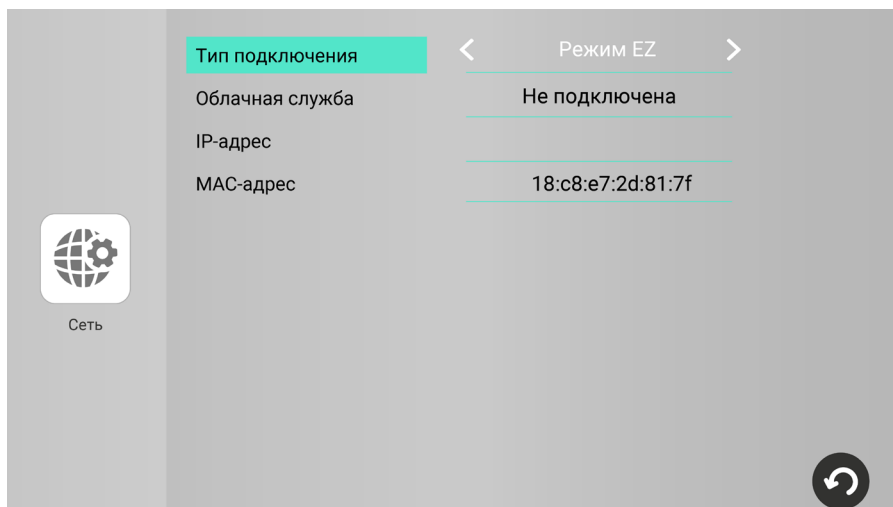 Тип подключения
Режим EZ
Облачная служба
Не подключена
IP-адрес
MAC-адрес
18:c8:e7:2d:81:7f
Сеть